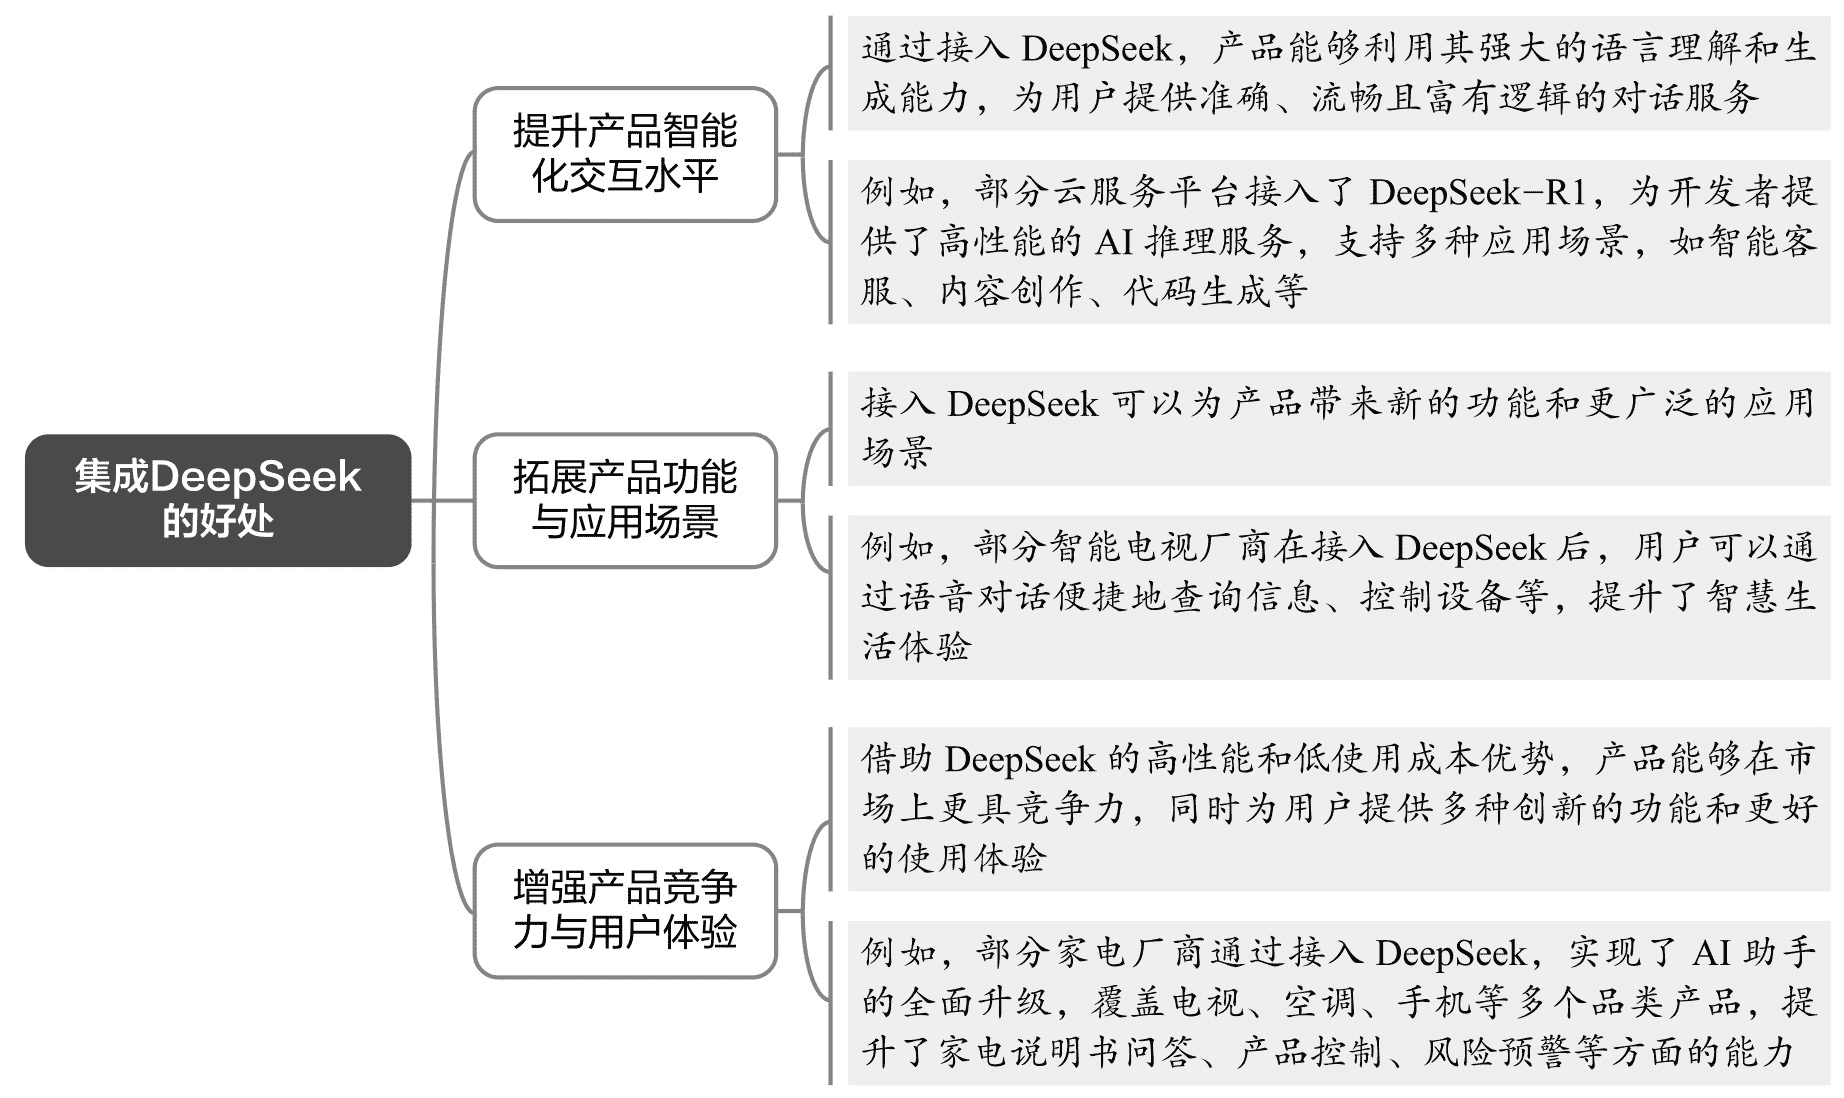 集成DeepSeek
的好处
提升产品智能
化交互水平
通过接入 DeepSeek，产品能够利用其强大的语言理解和生
成能力，为用户提供准确、流畅且富有逻辑的对话服务
例如，部分云服务平台接入了 DeepSeek-R1，为开发者提
供了高性能的 AI 推理服务，支持多种应用场景，如智能客
服、内容创作、代码生成等
拓展产品功能
与应用场景
接入 DeepSeek 可以为产品带来新的功能和更广泛的应用
场景
例如，部分智能电视厂商在接入 DeepSeek 后，用户可以通
过语音对话便捷地查询信息、控制设备等，提升了智慧生
活体验
增强产品竞争
力与用户体验
借助 DeepSeek 的高性能和低使用成本优势，产品能够在市
场上更具竞争力，同时为用户提供多种创新的功能和更好
的使用体验
例如，部分家电厂商通过接入 DeepSeek，实现了 AI 助手
的全面升级，覆盖电视、空调、手机等多个品类产品，提
升了家电说明书问答、产品控制、风险预警等方面的能力